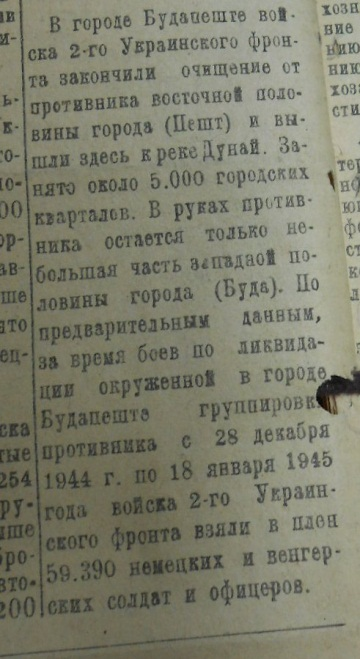 В городе Будапеште вой-
ска 2-го Украинского фрон-
та закончили очищение от
противника восточной поло-
вины города (Пешт) и вы-
шли здесь к реке Дунай. За-
нято около 5.000 городских
кварталов. В руках против-
ника остается только не-
большая часть западной по-
ловины города (Буда). По
предварительным данным,
за время боев по ликвида-
ции окруженной в городе
Будапеште группировки
противника с 28 декабря
1944 г. по 18 января 1945
года войска 2-го Украин-
ского фронта взяли в плен
59.390 немецких и венгер-
ских солдат и офицеров.